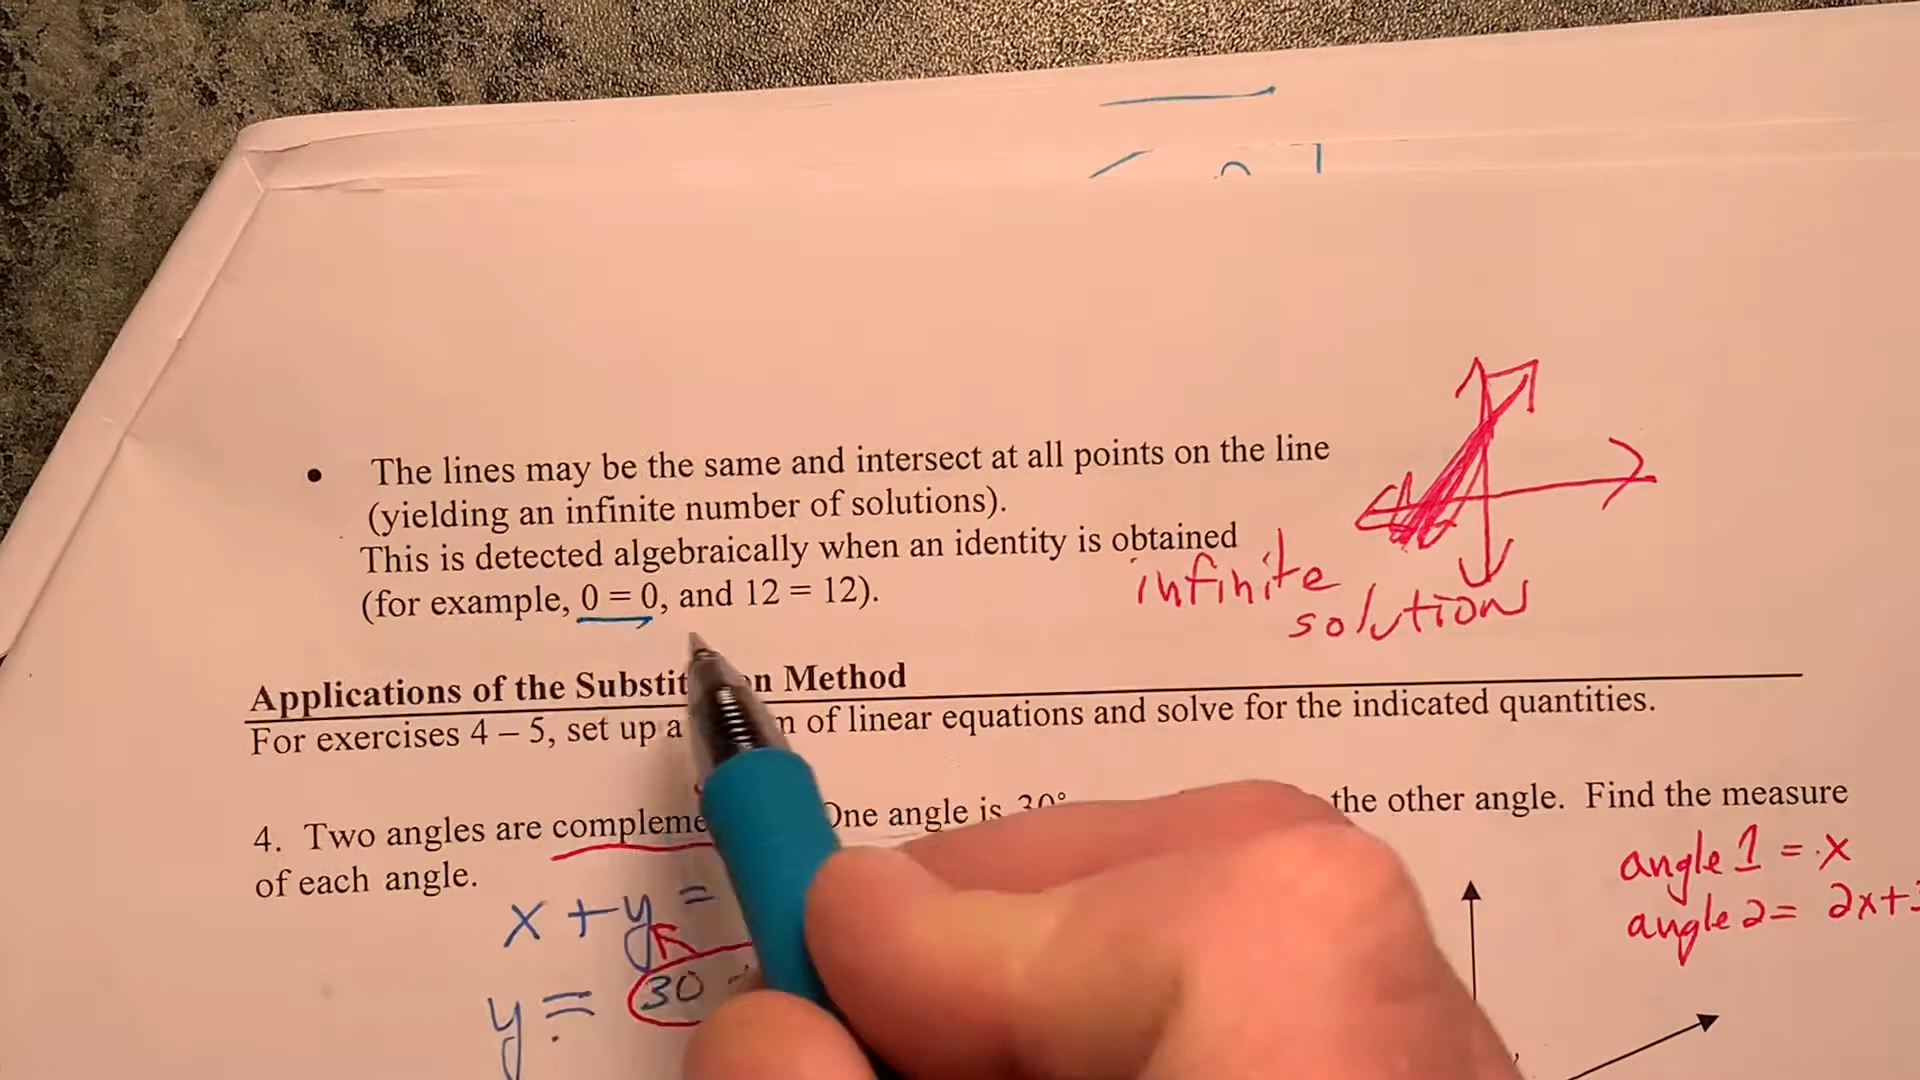 • The lines may be the same and intersect at all points on the line
(yielding an infinite number of solutions).
This is detected algebraically when an identity is obtained
(for example, 0 = 0, and 12 = 12).
infinite
solution
Applications of the Substit n Method
For exercises 4 – 5, set up a of linear equations and solve for the indicated quantities.
4. Two angles are compleme One angle is 30° the other angle. Find the measure
of each angle.
angle 1 = x
angle 2 = 2x+
x + y =
y = 30